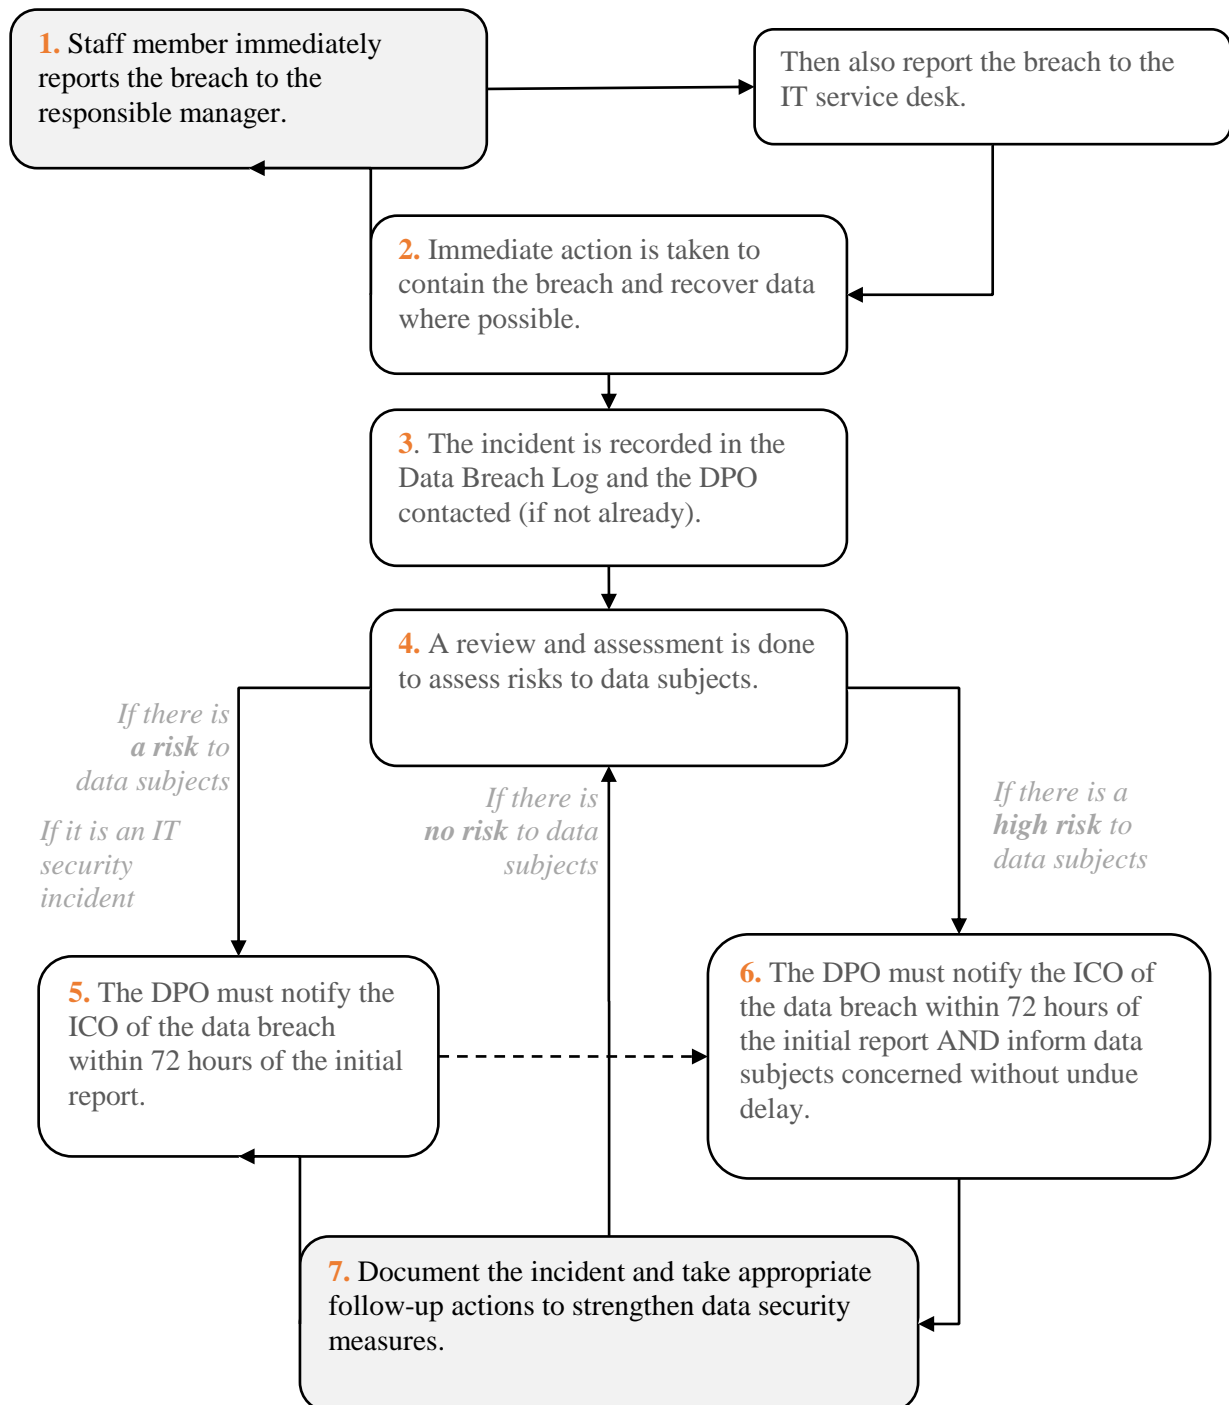 1. Staff member immediately
reports the breach to the
responsible manager.
Then also report the breach to the
IT service desk.
2. Immediate action is taken to
contain the breach and recover data
where possible.
3. The incident is recorded in the
Data Breach Log and the DPO
contacted (if not already).
4. A review and assessment is done
to assess risks to data subjects.
If there is
a risk to
data subjects
If it is an IT
security
incident
If there is
no risk to data
subjects
If there is a
high risk to
data subjects
5. The DPO must notify the
ICO of the data breach
within 72 hours of the initial
report.
6. The DPO must notify the ICO of
the data breach within 72 hours of
the initial report AND inform data
subjects concerned without undue
delay.
7. Document the incident and take appropriate
follow-up actions to strengthen data security
measures.